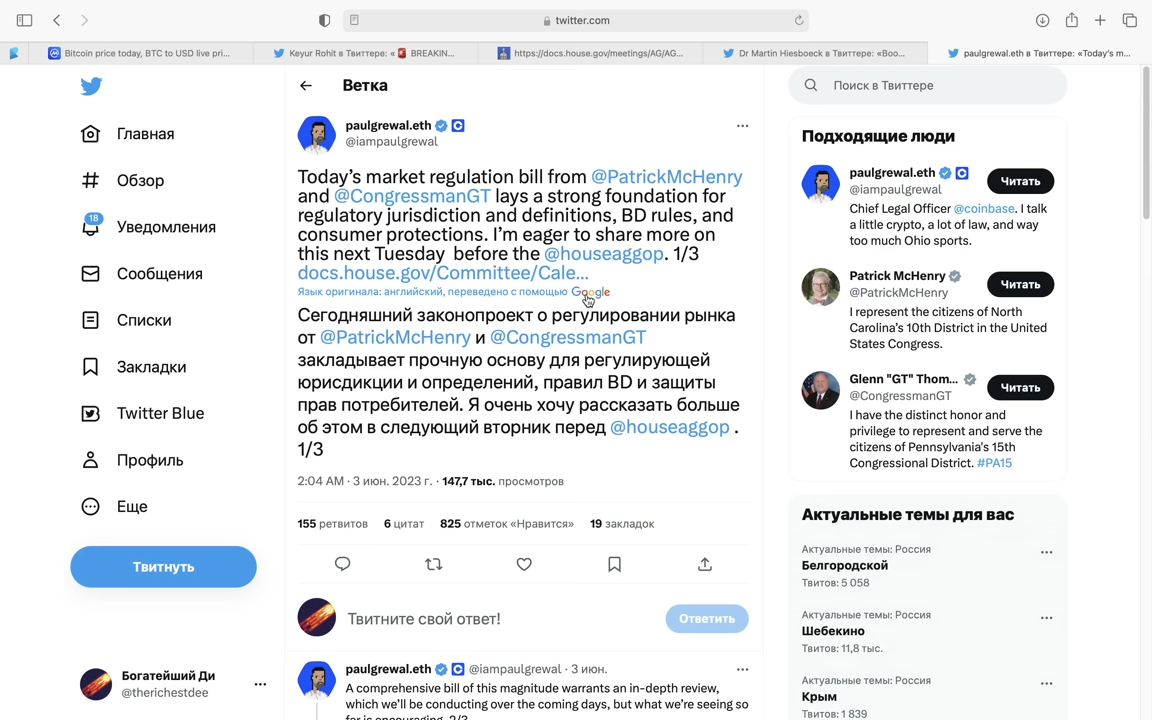 twitter.com
Bitcoin price today, BTC to USD live pri...
Keyur Rohit в Твиттере: «🚨 BREAKIN...
https://docs.house.gov/meetings/AG/AG...
Dr Martin Hiesboeck в Твиттере: «Boo...
paulgrewal.eth в Твиттере: «Today's m...
Главная
Обзор
18
Уведомления
Сообщения
Списки
Закладки
Twitter Blue
Профиль
Еще
Твитнуть
Богатейший Ди
@therichestdee
Ветка
paulgrewal.eth
@iampaulgrewal
Today's market regulation bill from @PatrickMcHenry
and @CongressmanGT lays a strong foundation for
regulatory jurisdiction and definitions, BD rules, and
consumer protections. I'm eager to share more on
this next Tuesday before the @houseaggop. 1/3
docs.house.gov/Committee/Cale...
Язык оригинала: английский, переведено с помощью Google
Сегодняшний законопроект о регулировании рынка
от @PatrickMcHenry и @CongressmanGT
закладывает прочную основу для регулирующей
юрисдикции и определений, правил BD и защиты
прав потребителей. Я очень хочу рассказать больше
об этом в следующий вторник перед @houseaggop .
1/3
2:04 AM · 3 июн. 2023 г. · 147,7 тыс. просмотров
155 ретвитов 6 цитат 825 отметок «Нравится» 19 закладок
Твитните свой ответ!
Ответить
paulgrewal.eth @iampaulgrewal · 3 июн.
A comprehensive bill of this magnitude warrants an in-depth review,
which we'll be conducting over the coming days, but what we're seeing so
far is encouraging. 2/3
Поиск в Твиттере
Подходящие люди
paulgrewal.eth
@iampaulgrewal
Читать
Chief Legal Officer @coinbase. I talk
a little crypto, a lot of law, and way
too much Ohio sports.
Patrick McHenry
@PatrickMcHenry
Читать
I represent the citizens of North
Carolina's 10th District in the United
States Congress.
Glenn "GT" Thom...
@CongressmanGT
Читать
I have the distinct honor and
privilege to represent and serve the
citizens of Pennsylvania's 15th
Congressional District. #PA15
Актуальные темы для вас
Актуальные темы: Россия
Белгородской
Твитов: 5 058
Актуальные темы: Россия
Шебекино
Твитов: 11,8 тыс.
Актуальные темы: Россия
Крым
Твитов: 1 839